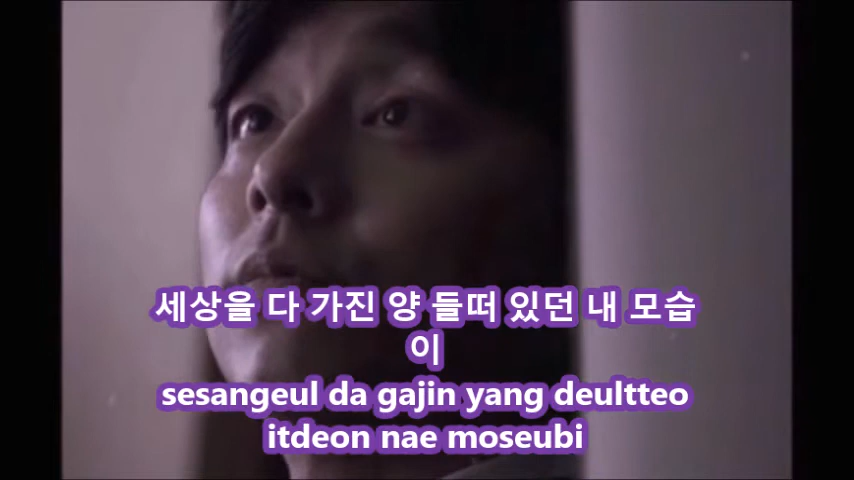 세상을 다 가진 양 들떠 있던 내 모습
이
sesangeul da gajin yang deultteo
itdeon nae moseubi